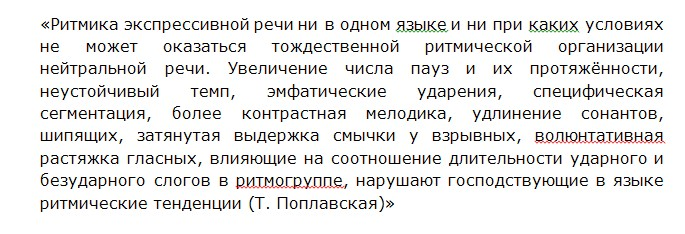 «Ритмика экспрессивной речи ни в одном языке и ни при каких условиях
не может оказаться тождественной ритмической организации
нейтральной речи. Увеличение числа пауз и их протяжённости,
неустойчивый темп, эмфатические ударения, специфическая
сегментация, более контрастная мелодика, удлинение сонантов,
шипящих, затянутая выдержка смычки у взрывных, волюнтативная
растяжка гласных, влияющие на соотношение длительности ударного и
безударного слогов в ритмогруппе, нарушают господствующие в языке
ритмические тенденции (Т. Поплавская)»